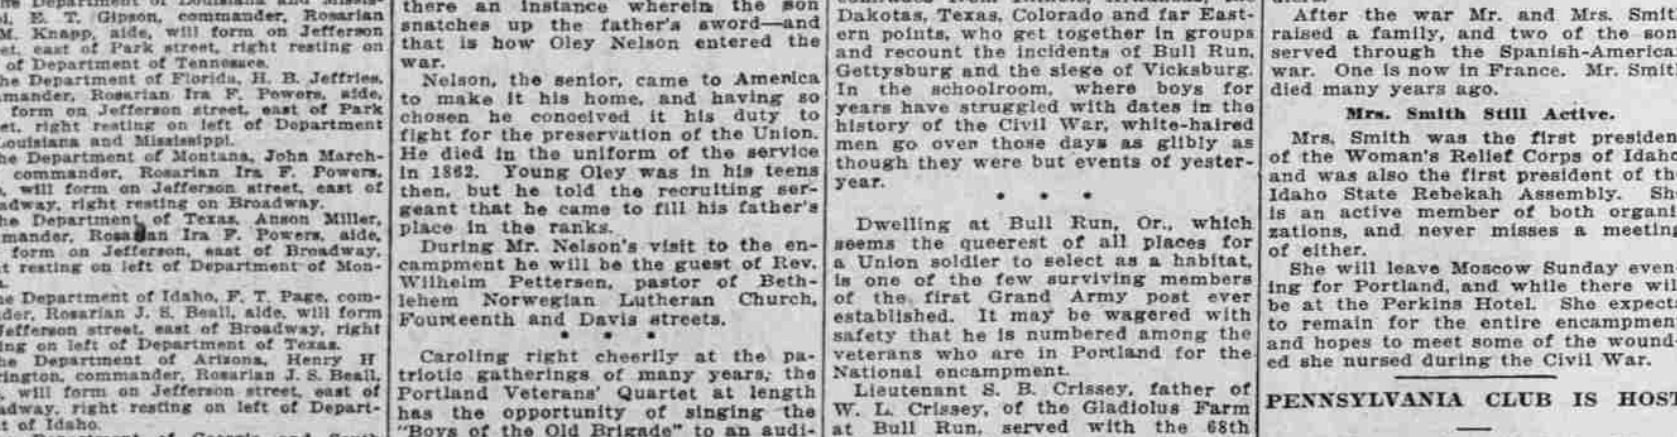 l. E. T. Gipson, commander, Rosarian
M. Knapp, aide, will form on Jefferson
et, east of Park street, right resting on
of Department of Tennessee.
he Department of Florida, H. B. Jeffries,
mander, Rosarian Ira F. Powers, aide,
form on Jefferson street, east of Park
et, right resting on left of Department
Louisiana and Mississippi.
he Department of Montana, John March-
commander, Rosarian Ira F. Powers,
, will form on Jefferson street, east of
adway, right resting on Broadway.
he Department of Texas, Anson Miller,
mander, Rosarian Ira F. Powers, aide,
form on Jefferson, east of Broadway,
t resting on left of Department of Mon-
he Department of Idaho, F. T. Page, com-
der, Rosarian J. S. Beall, aide, will form
Jefferson street, east of Broadway, right
ing on left of Department of Texas.
he Department of Arizona, Henry H
rington, commander, Rosarian J. S. Beall,
, will form on Jefferson street, east of
adway, right resting on left of Depart-
t of Idaho.
there an instance wherein the son
snatches up the father's sword—and
that is how Oley Nelson entered the
war.
Nelson, the senior, came to America
to make it his home, and having so
chosen he conceived it his duty to
fight for the preservation of the Union.
He died in the uniform of the service
in 1862. Young Oley was in his teens
then, but he told the recruiting ser-
geant that he came to fill his father's
place in the ranks.
During Mr. Nelson's visit to the en-
campment he will be the guest of Rev.
Wilhelm Pettersen, pastor of Beth-
lehem Norwegian Lutheran Church,
Fourteenth and Davis streets.
* * *
Caroling right cheerily at the pa-
triotic gatherings of many years, the
Portland Veterans' Quartet at length
has the opportunity of singing the
"Boys of the Old Brigade" to an audi-
Dakotas, Texas, Colorado and far East-
ern points, who get together in groups
and recount the incidents of Bull Run,
Gettysburg and the siege of Vicksburg.
In the schoolroom, where boys for
years have struggled with dates in the
history of the Civil War, white-haired
men go over those days as glibly as
though they were but events of yester-
year.
* * *
Dwelling at Bull Run, Or., which
seems the queerest of all places for
a Union soldier to select as a habitat,
is one of the few surviving members
of the first Grand Army post ever
established. It may be wagered with
safety that he is numbered among the
veterans who are in Portland for the
National encampment.
Lieutenant S. B. Crissey, father of
W. L. Crissey, of the Gladiolus Farm
at Bull Run, served with the 68th
After the war Mr. and Mrs. Smit
raised a family, and two of the son
served through the Spanish-America
war. One is now in France. Mr. Smit
died many years ago.
Mrs. Smith Still Active.
Mrs. Smith was the first presiden
of the Woman's Relief Corps of Idaho
and was also the first president of th
Idaho State Rebekah Assembly. Sh
is an active member of both organi
zations, and never misses a meeting
of either.
She will leave Moscow Sunday even
ing for Portland, and while there wil
be at the Perkins Hotel. She expect
to remain for the entire encampmen
and hopes to meet some of the wound
ed she nursed during the Civil War.
PENNSYLVANIA CLUB IS HOST